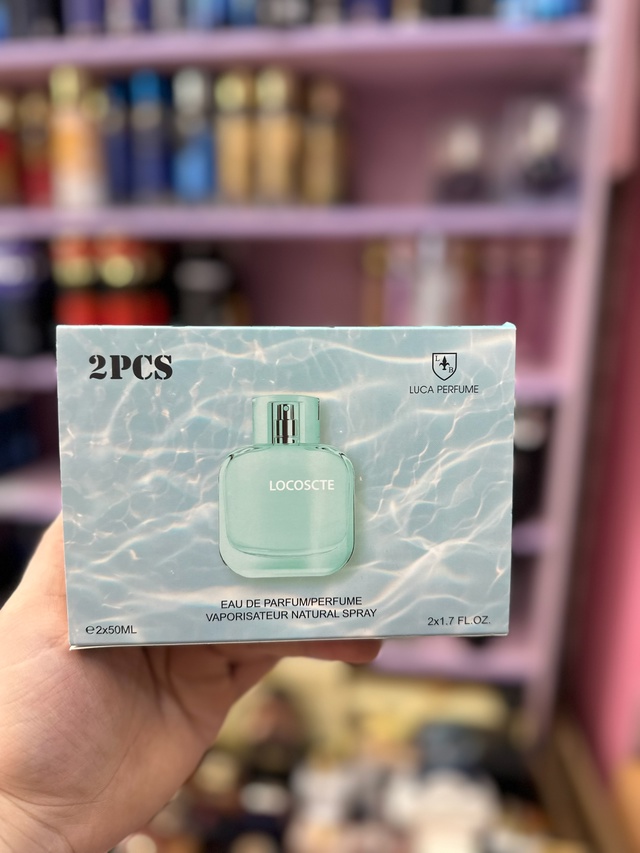 2PCS
L B
LUCA PERFUME
LOCOSCTE
EAU DE PARFUM/PERFUME
VAPORISATEUR NATURAL SPRAY
℮2x50ML
2x1.7 FL.OZ.